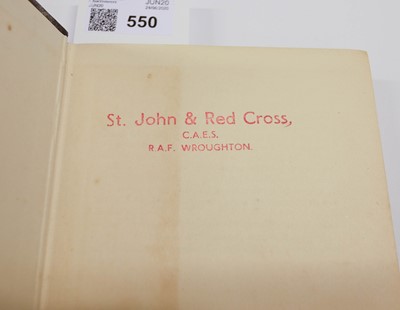 JUN20
550
St. John & Red Cross,
C.A.E.S.
R.A.F. WROUGHTON.